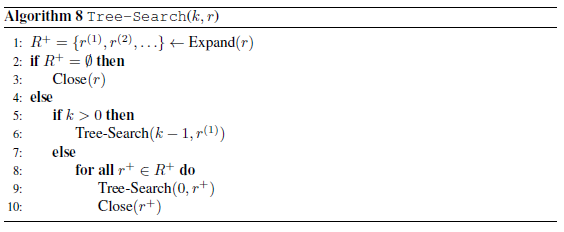 Algorithm 8 Tree-Search(k, r)
1: R+ = {r(1), r(2), . . .} ← Expand(r)
2: if R+ = ∅ then
3: Close(r)
4: else
5: if k > 0 then
6: Tree-Search(k − 1, r(1))
7: else
8: for all r+ ∈ R+ do
9: Tree-Search(0, r+)
10: Close(r+)